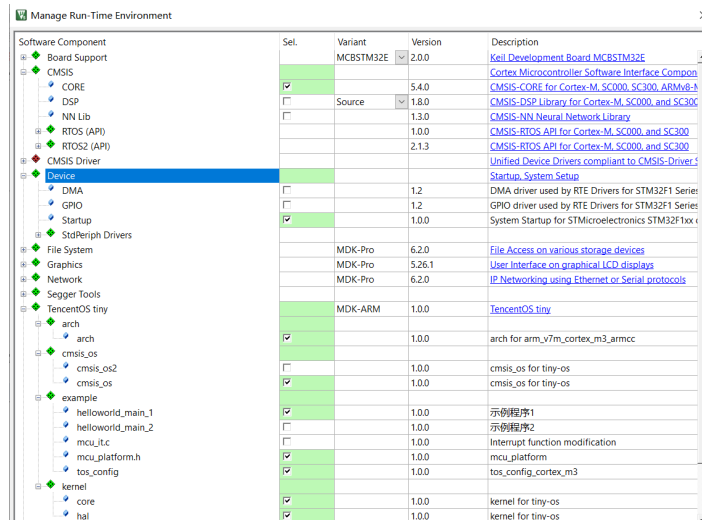 Manage Run-Time Environment
Software Component Sel. Variant Version Description
Board Support MCBSTM32E 2.0.0 Keil Development Board MCBSTM32E
CMSIS Cortex Microcontroller Software Interface Compon
CORE 5.4.0 CMSIS-CORE for Cortex-M, SC000, SC300, ARMv8-M
DSP Source 1.8.0 CMSIS-DSP Library for Cortex-M, SC000, and SC300
NN Lib 1.3.0 CMSIS-NN Neural Network Library
RTOS (API) 1.0.0 CMSIS-RTOS API for Cortex-M, SC000, and SC300
RTOS2 (API) 2.1.3 CMSIS-RTOS API for Cortex-M, SC000, and SC300
CMSIS Driver Unified Device Drivers compliant to CMSIS-Driver S
Device Startup, System Setup
DMA 1.2 DMA driver used by RTE Drivers for STM32F1 Series
GPIO 1.2 GPIO driver used by RTE Drivers for STM32F1 Series
Startup 1.0.0 System Startup for STMicroelectronics STM32F1xx
StdPeriph Drivers
File System MDK-Pro 6.2.0 File Access on various storage devices
Graphics MDK-Pro 5.26.1 User Interface on graphical LCD displays
Network MDK-Pro 6.2.0 IP Networking using Ethernet or Serial protocols
Segger Tools
TencentOS tiny MDK-ARM 1.0.0 TencentOS tiny
arch
arch 1.0.0 arch for arm_v7m_cortex_m3_armcc
cmsis_os
cmsis_os2 1.0.0 cmsis_os for tiny-os
cmsis_os 1.0.0 cmsis_os for tiny-os
example
helloworld_main_1 1.0.0 示例程序1
helloworld_main_2 1.0.0 示例程序2
mcu_it.c 1.0.0 Interrupt function modification
mcu_platform.h 1.0.0 mcu_platform
tos_config 1.0.0 tos_config_cortex_m3
kernel
core 1.0.0 kernel for tiny-os
hal 1.0.0 kernel for tiny-os